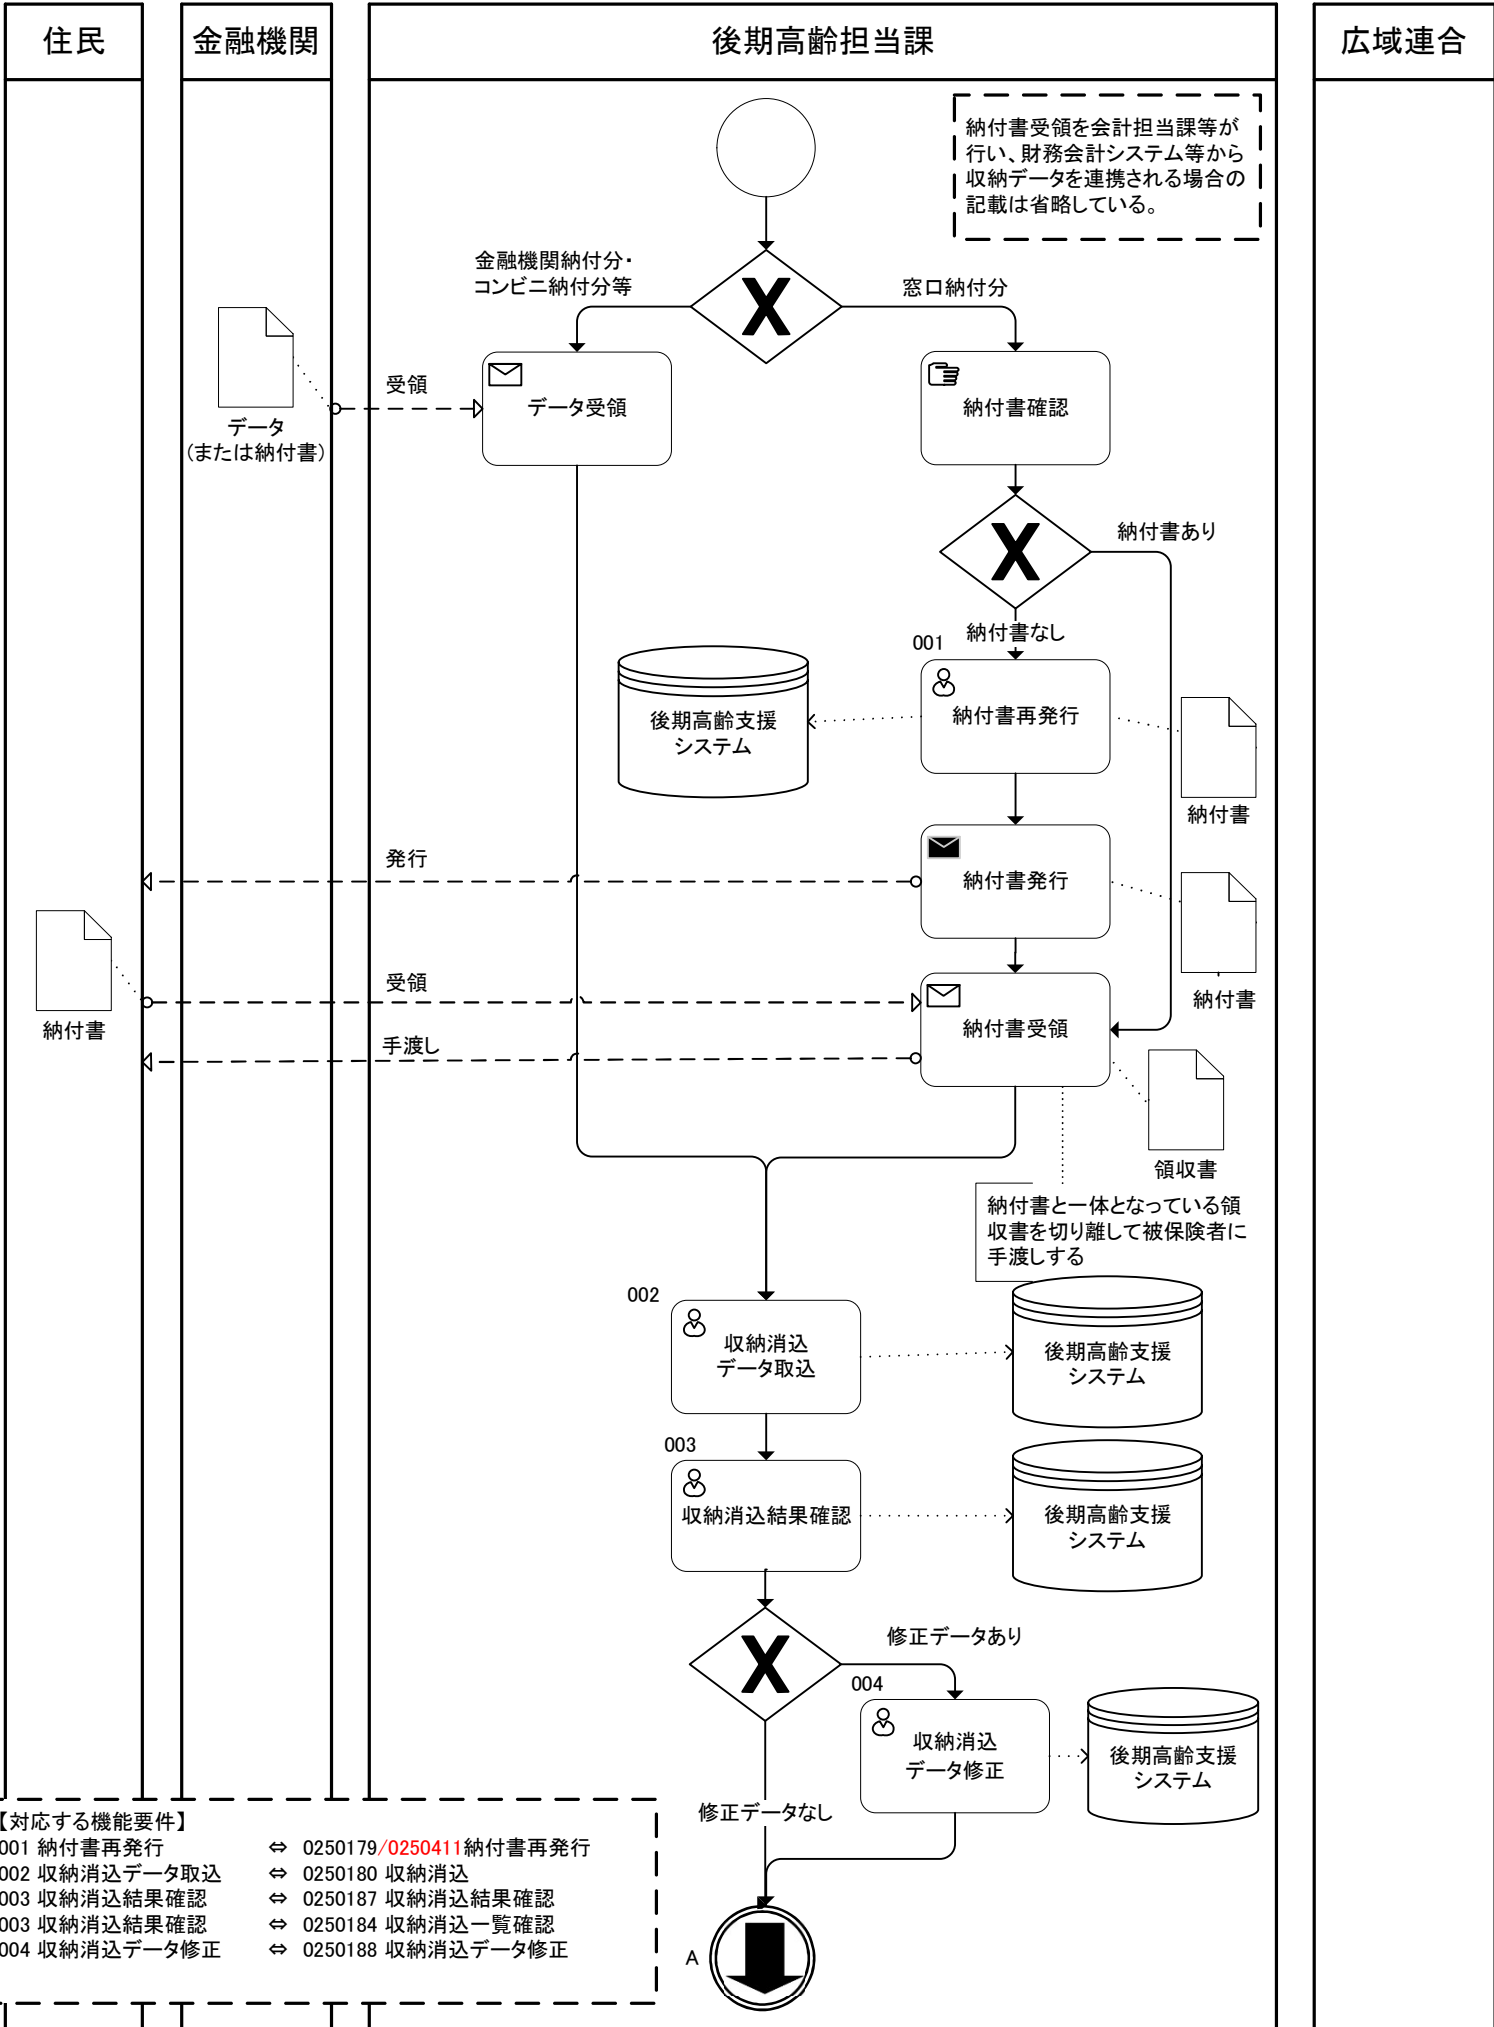 住民
金融機関
後期高齢担当課
広域連合
納付書受領を会計担当課等が
行い、財務会計システム等から
収納データを連携される場合の
記載は省略している。
金融機関納付分・
コンビニ納付分等
窓口納付分
X
データ
(または納付書)
受領
データ受領
納付書確認
X
納付書あり
納付書なし
001
後期高齢支援
システム
納付書再発行
納付書
発行
納付書発行
納付書
納付書
受領
納付書受領
手渡し
領収書
納付書と一体となっている領
収書を切り離して被保険者に
手渡しする
002
収納消込
データ取込
後期高齢支援
システム
003
収納消込結果確認
後期高齢支援
システム
X
修正データあり
004
収納消込
データ修正
後期高齢支援
システム
修正データなし
【対応する機能要件】
001 納付書再発行 ⇔ 0250179/0250411納付書再発行
002 収納消込データ取込 ⇔ 0250180 収納消込
003 収納消込結果確認 ⇔ 0250187 収納消込結果確認
003 収納消込結果確認 ⇔ 0250184 収納消込一覧確認
004 収納消込データ修正 ⇔ 0250188 収納消込データ修正
A